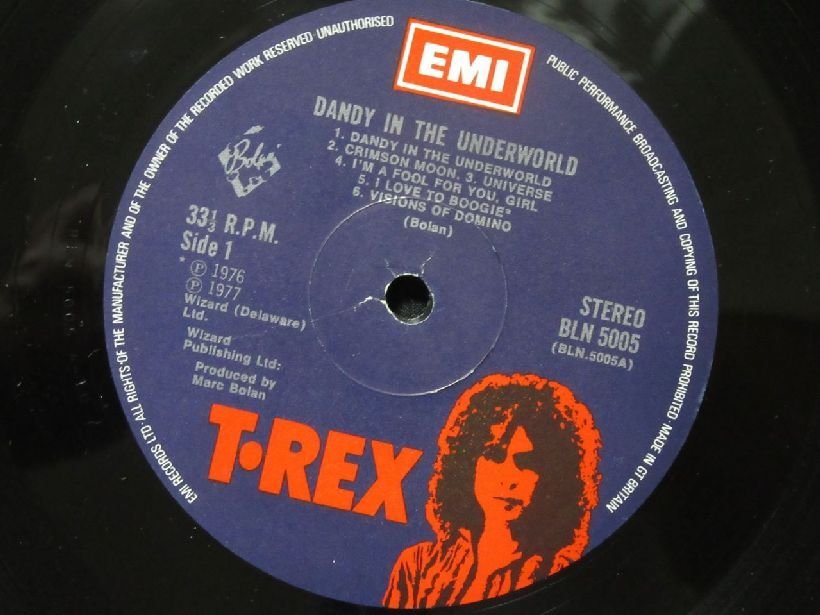 EMI
DANDY IN THE UNDERWORLD
1. DANDY IN THE UNDERWORLD
2. CRIMSON MOON. 3. UNIVERSE
4. I'M A FOOL FOR YOU, GIRL
5. I LOVE TO BOOGIE*
6. VISIONS OF DOMINO
(Bolan)
33⅓ R.P.M.
Side 1
* ℗ 1976
℗ 1977
Wizard (Delaware)
Ltd.
Wizard
Publishing Ltd:
Produced by
Marc Bolan
STEREO
BLN 5005
(BLN.5005A)
T•REX
EMI RECORDS LTD· ALL RIGHTS OF THE MANUFACTURER AND OF THE OWNER OF THE RECORDED WORK RESERVED· UNAUTHORISED
PUBLIC PERFORMANCE BROADCASTING AND COPYING OF THIS RECORD PROHIBITED· MADE IN GT BRITAIN